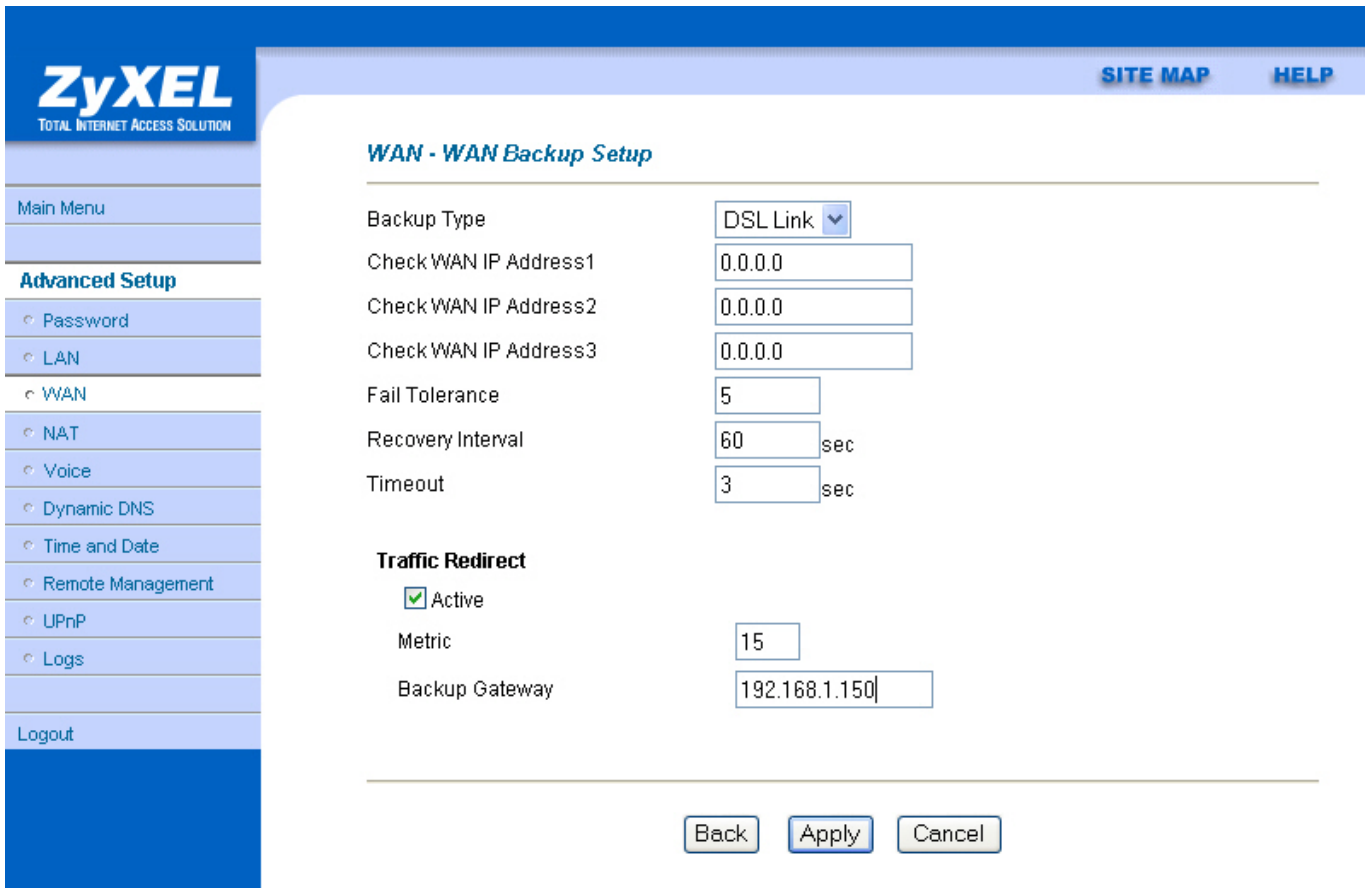 SITE MAP HELP
ZyXEL
TOTAL INTERNET ACCESS SOLUTION
Main Menu
Advanced Setup
Password
LAN
WAN
NAT
Voice
Dynamic DNS
Time and Date
Remote Management
UPnP
Logs
Logout
WAN - WAN Backup Setup
Backup Type DSL Link
Check WAN IP Address1 0.0.0.0
Check WAN IP Address2 0.0.0.0
Check WAN IP Address3 0.0.0.0
Fail Tolerance 5
Recovery Interval 60 sec
Timeout 3 sec
Traffic Redirect
Active
Metric 15
Backup Gateway 192.168.1.150
Back Apply Cancel